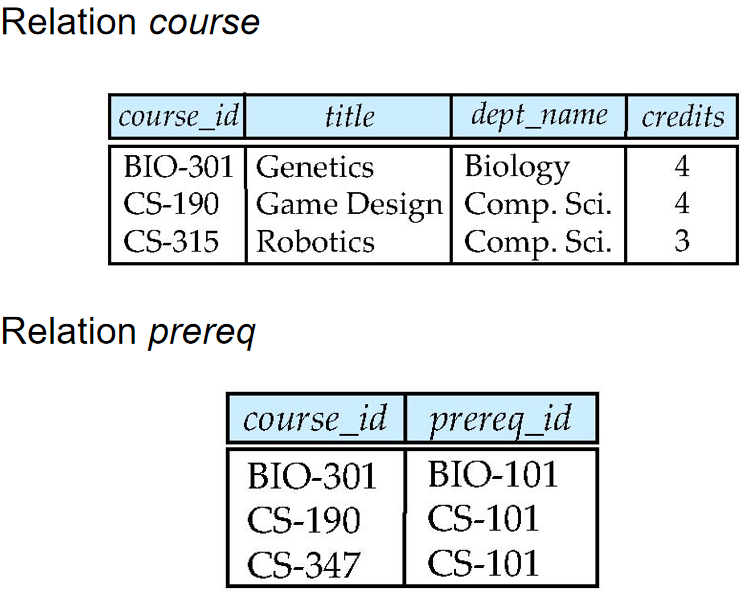 Relation course
course_id title dept_name credits
BIO-301 Genetics Biology 4
CS-190 Game Design Comp. Sci. 4
CS-315 Robotics Comp. Sci. 3
Relation prereq
course_id prereq_id
BIO-301 BIO-101
CS-190 CS-101
CS-347 CS-101